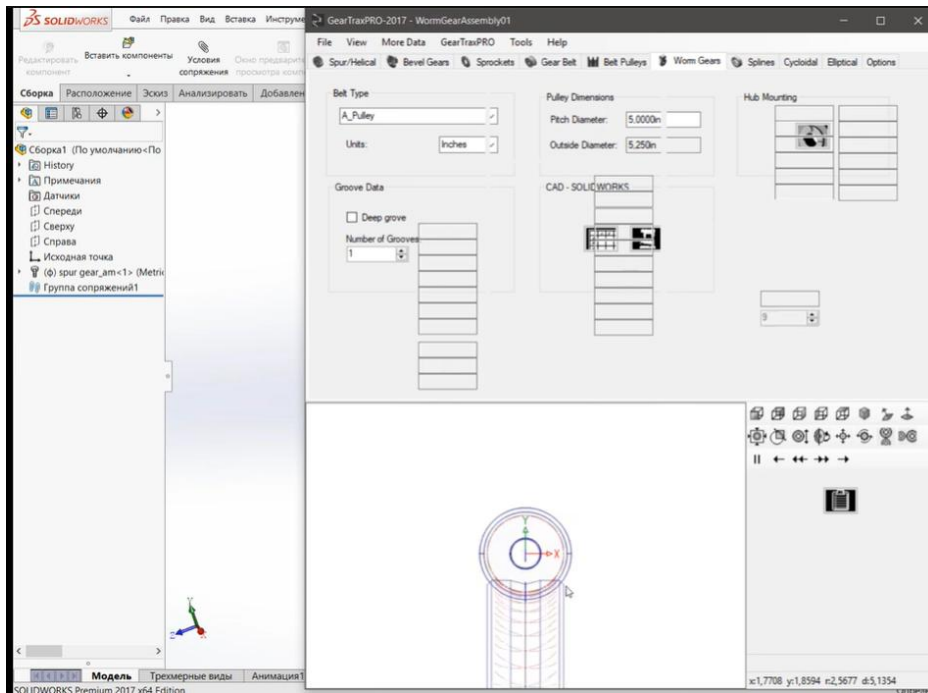 SOLIDWORKS
Файл Правка Вид Вставка Инструме
Редактировать компонент
Вставить компоненты
Условия сопряжения
Окно предварите
просмотра компо
Сборка Расположение Эскиз Анализировать Добавлен
Сборка1 (По умолчанию<По
History
Примечания
Датчики
Спереди
Сверху
Справа
Исходная точка
(ф) spur gear_am<1> (Metri
Группа сопряжений1
Модель Трехмерные виды Анимация1
SOLIDWORKS Premium 2017 x64 Edition
GearTraxPRO-2017 - WormGearAssembly01
File View More Data GearTraxPRO Tools Help
Spur/Helical Bevel Gears Sprockets Gear Belt Belt Pulleys Worm Gears Splines Cycloidal Elliptical Options
Belt Type
A_Pulley
Units: Inches
Pulley Dimensions
Pitch Diameter: 5.0000in
Outside Diameter: 5.250in
Hub Mounting
Groove Data
Deep grove
Number of Grooves
1
CAD - SOLIDWORKS
9
Y
X
Y
Z
X
x:1,7708 y:1,8594 r:2,5677 d:5,1354